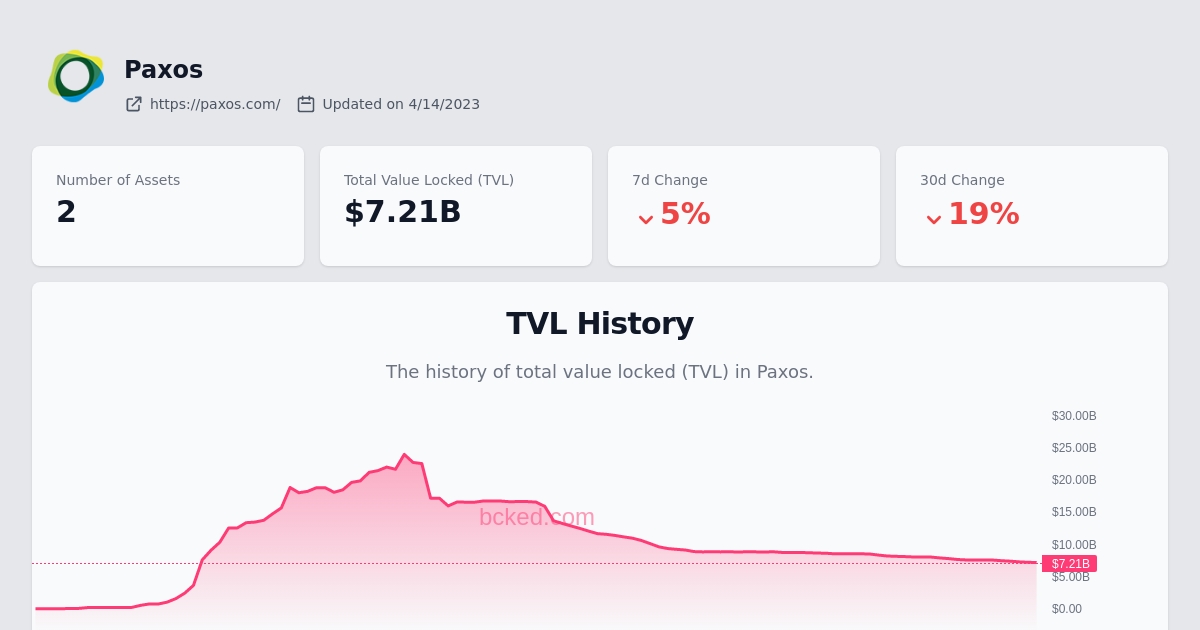 Paxos
https://paxos.com/ Updated on 4/14/2023
Number of Assets
2
Total Value Locked (TVL)
$7.21B
7d Change
5%
30d Change
19%
TVL History
The history of total value locked (TVL) in Paxos.
$30.00B
$25.00B
$20.00B
$15.00B
bcked.com
$10.00B
$7.21B
$5.00B
$0.00